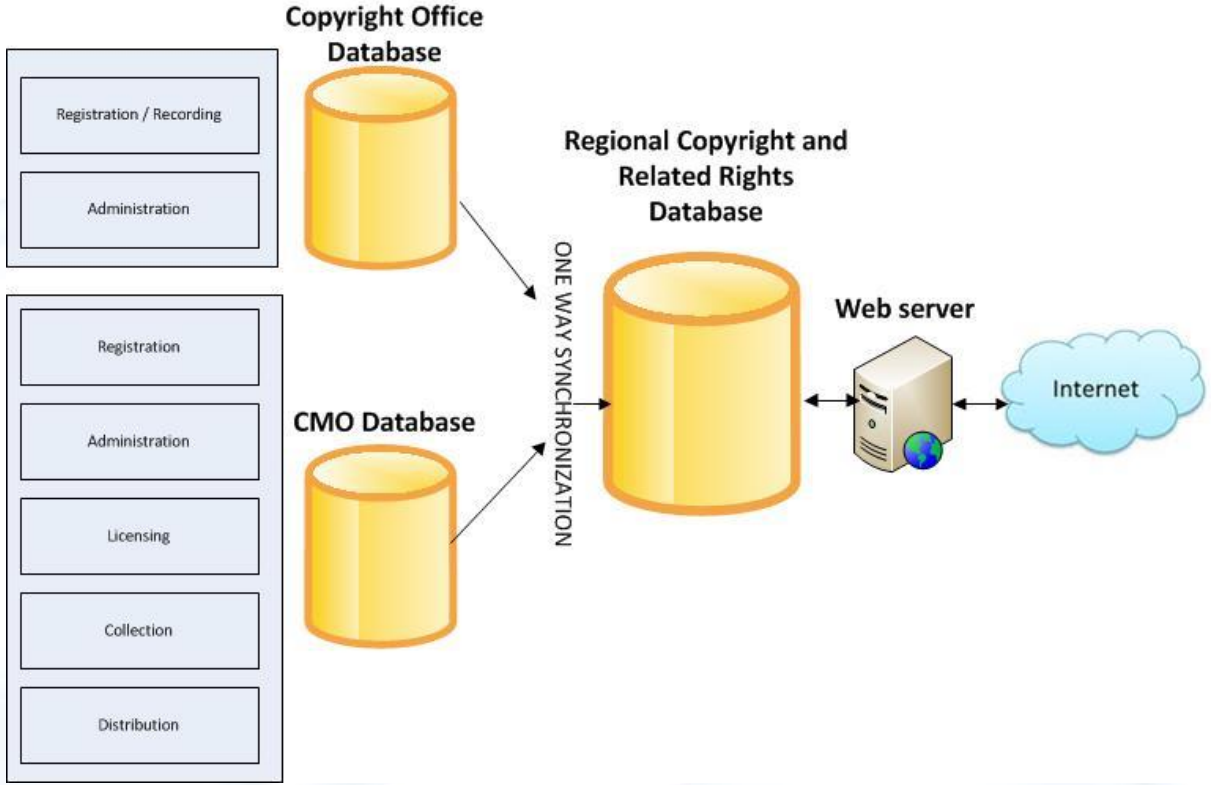 Copyright Office
Database
Registration / Recording
Administration
Registration
Administration
Licensing
Collection
Distribution
CMO Database
ONE WAY SYNCHRONIZATION
Regional Copyright and
Related Rights
Database
Web server
Internet